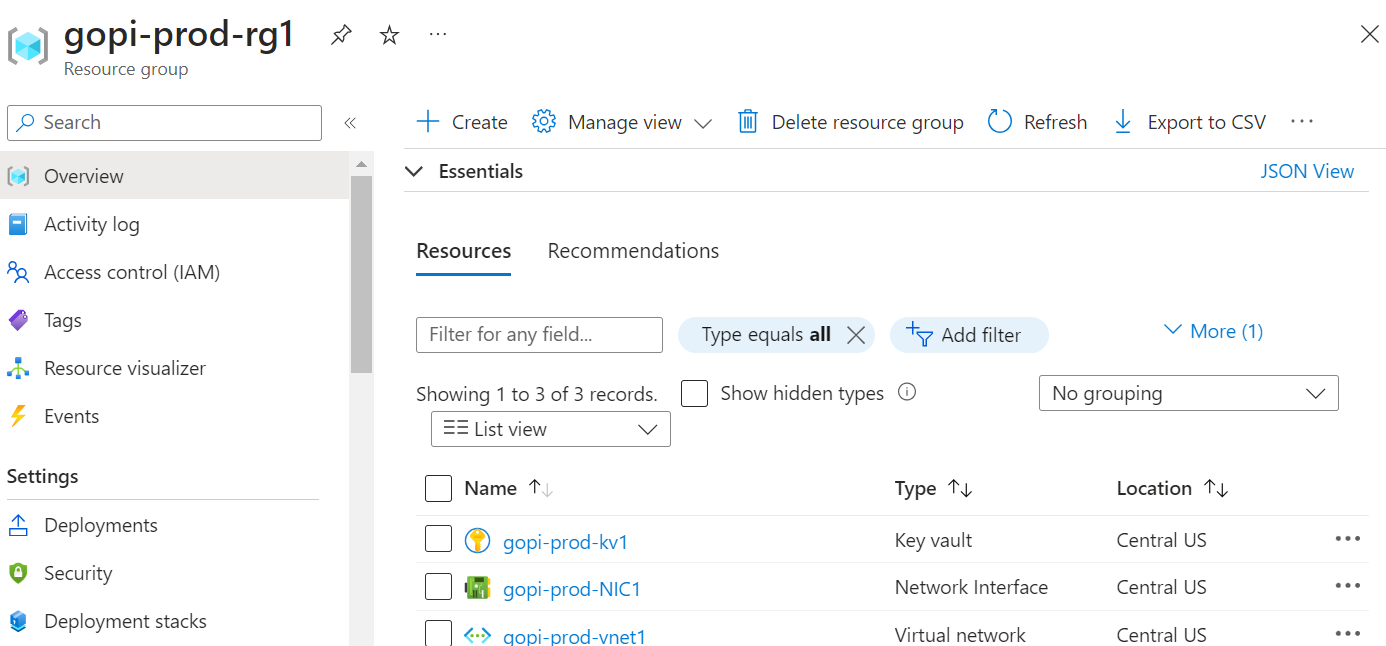 gopi-prod-rg1
Resource group
Search
Overview
Activity log
Access control (IAM)
Tags
Resource visualizer
Events
Settings
Deployments
Security
Deployment stacks
Create Manage view Delete resource group Refresh Export to CSV
Essentials JSON View
Resources Recommendations
Filter for any field... Type equals all Add filter More (1)
Showing 1 to 3 of 3 records. Show hidden types No grouping
List view
Name Type Location
gopi-prod-kv1 Key vault Central US
gopi-prod-NIC1 Network Interface Central US
gopi-prod-vnet1 Virtual network Central US